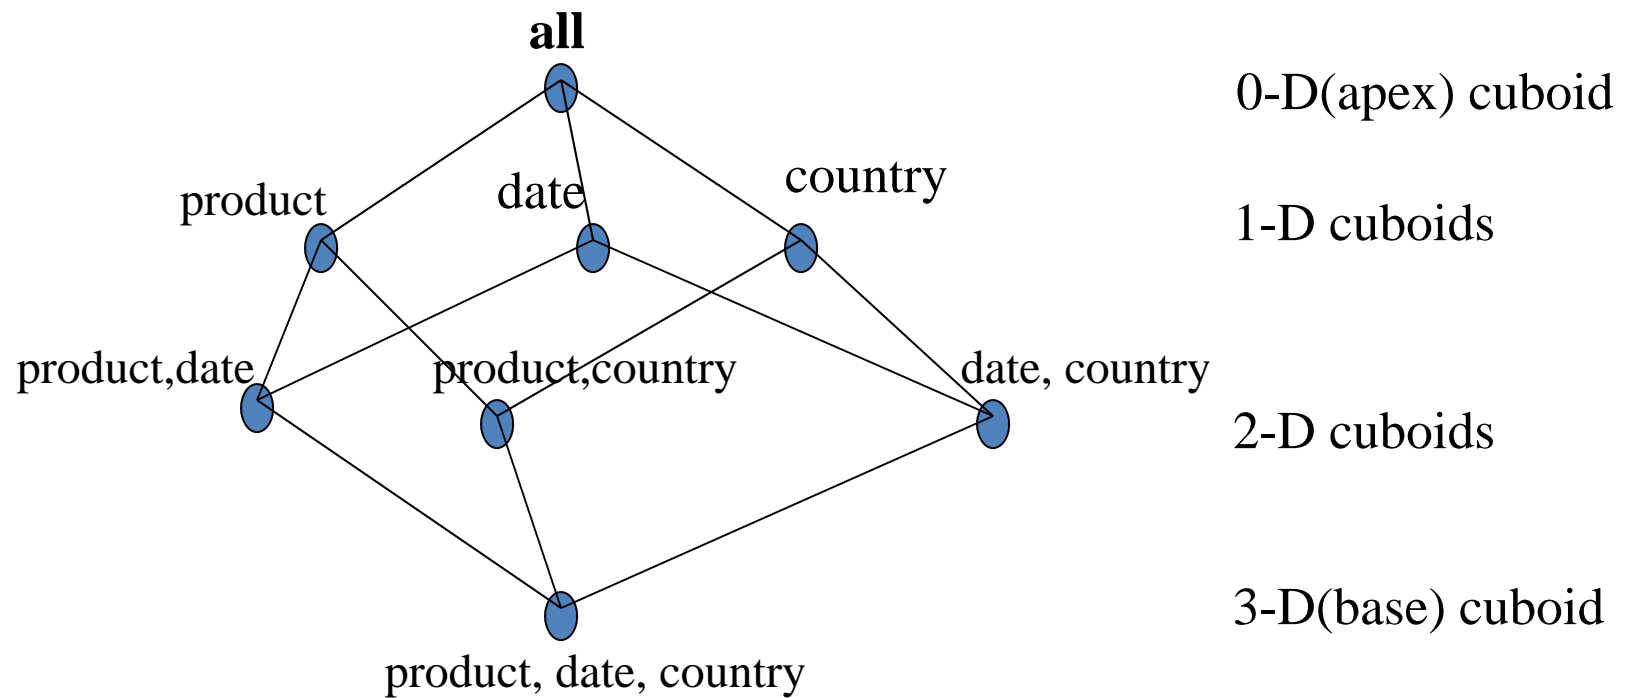 all
0-D(apex) cuboid
product
date
country
1-D cuboids
product,date
product,country
date, country
2-D cuboids
3-D(base) cuboid
product, date, country